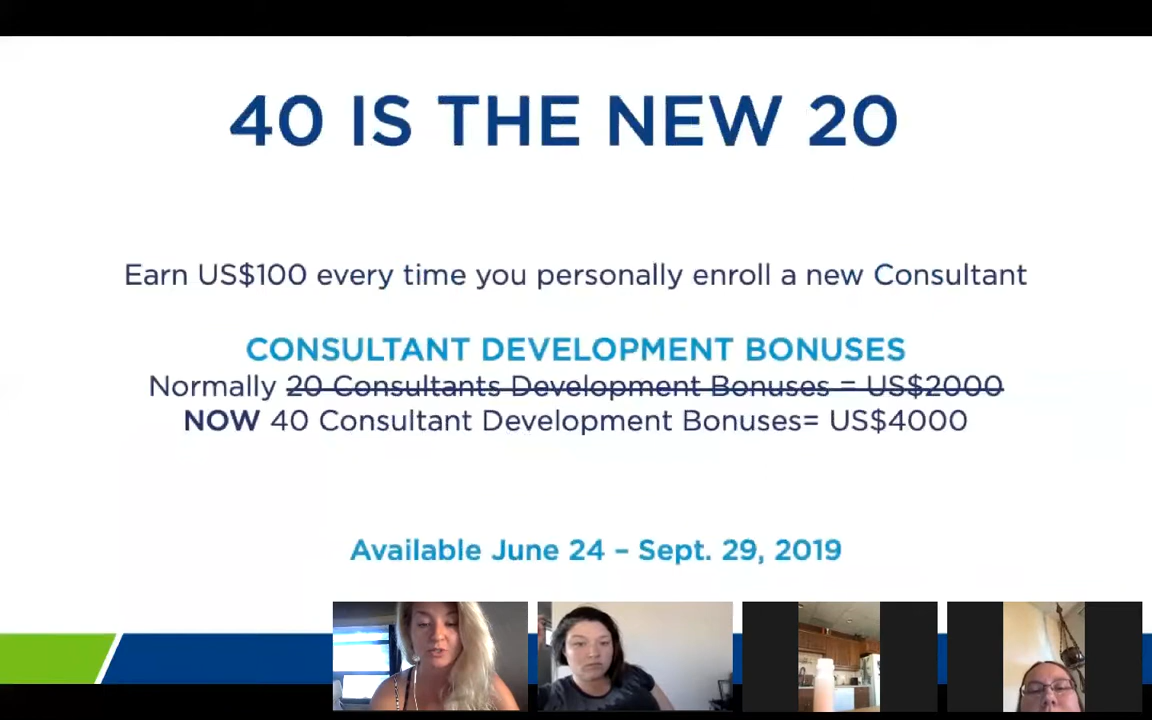 40 IS THE NEW 20
Earn US$100 every time you personally enroll a new Consultant
CONSULTANT DEVELOPMENT BONUSES
Normally 20 Consultants Development Bonuses = US$2000
NOW 40 Consultant Development Bonuses= US$4000
Available June 24 – Sept. 29, 2019